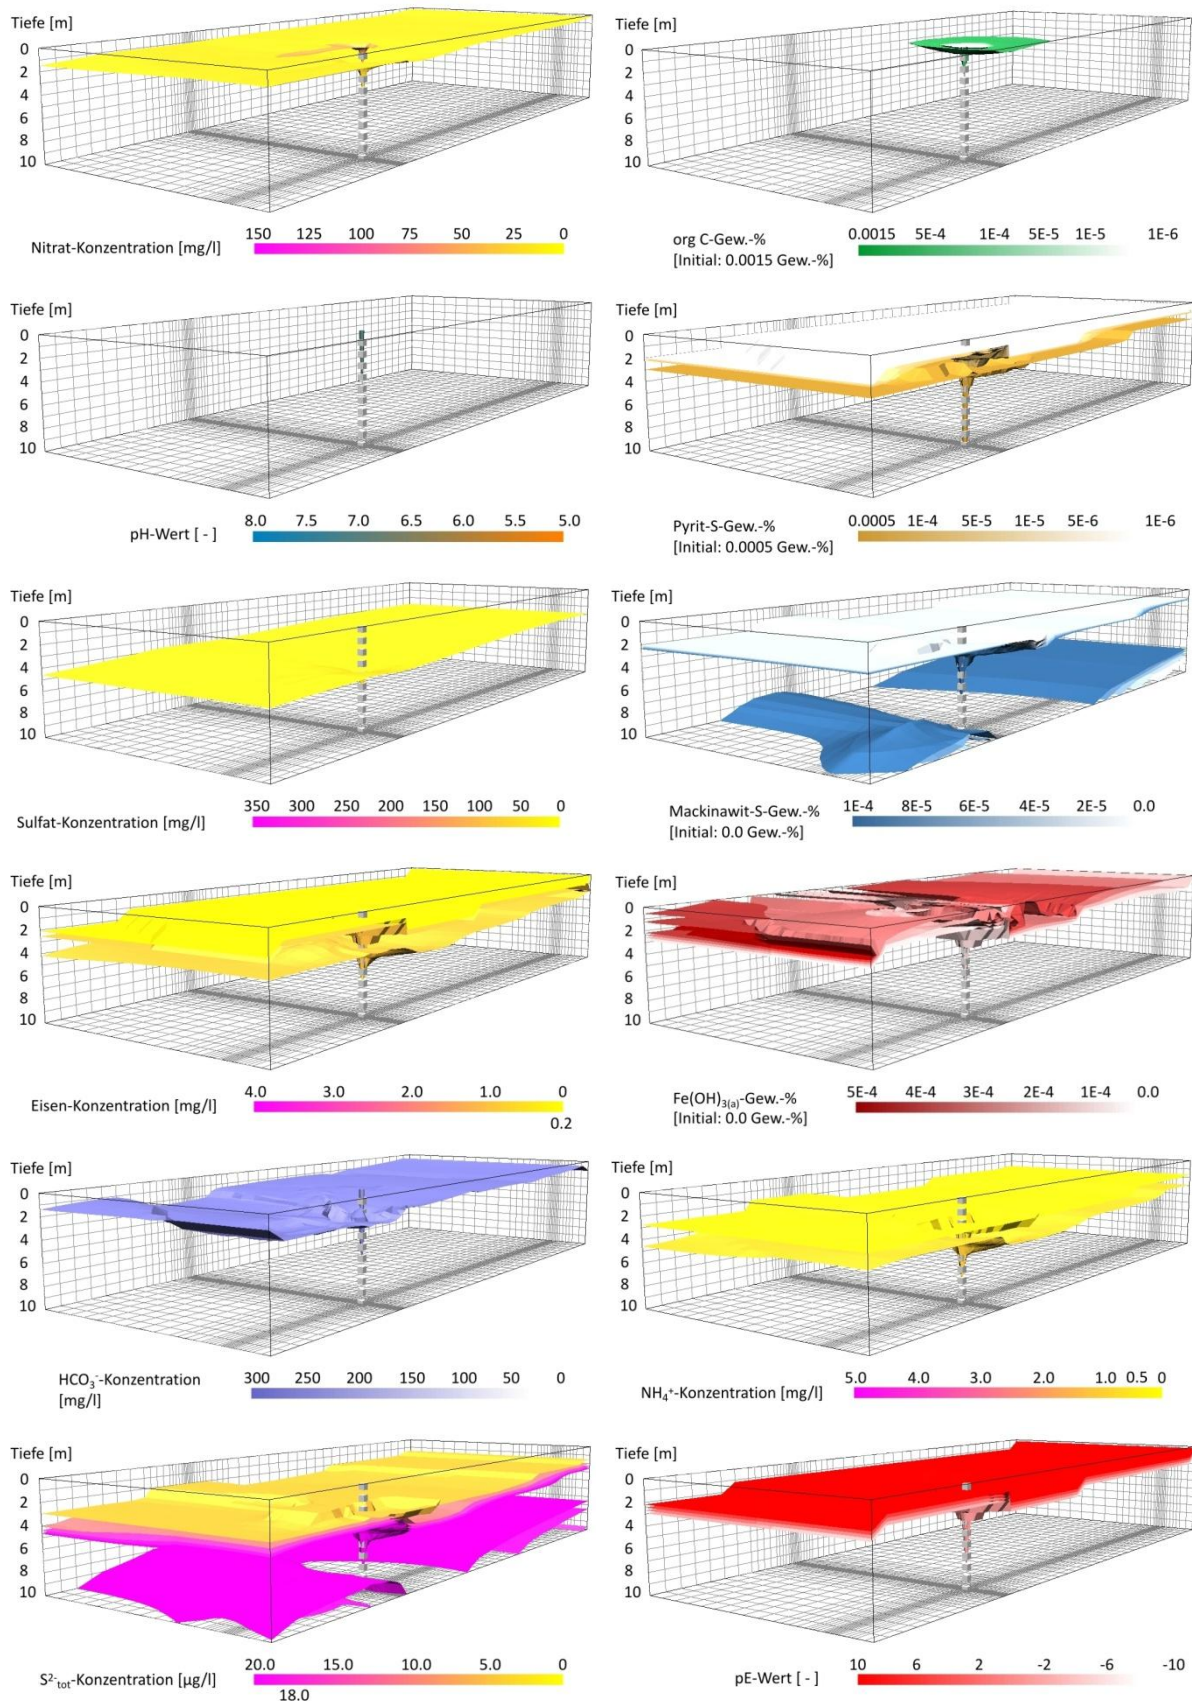 Tiefe [m]
0
2
4
6
8
10
150 125 100 75 50 25 0
Nitrat-Konzentration [mg/l]
Tiefe [m]
0
2
4
6
8
10
0.0015 5E-4 1E-4 5E-5 1E-5 1E-6
org C-Gew.-%
[Initial: 0.0015 Gew.-%]
Tiefe [m]
0
2
4
6
8
10
8.0 7.5 7.0 6.5 6.0 5.5 5.0
pH-Wert [ - ]
Tiefe [m]
0
2
4
6
8
10
0.0005 1E-4 5E-5 1E-5 5E-6 1E-6
Pyrit-S-Gew.-%
[Initial: 0.0005 Gew.-%]
Tiefe [m]
0
2
4
6
8
10
350 300 250 200 150 100 50 0
Sulfat-Konzentration [mg/l]
Tiefe [m]
0
2
4
6
8
10
1E-4 8E-5 6E-5 4E-5 2E-5 0.0
Mackinawit-S-Gew.-%
[Initial: 0.0 Gew.-%]
Tiefe [m]
0
2
4
6
8
10
4.0 3.0 2.0 1.0 0
Eisen-Konzentration [mg/l]
0.2
Tiefe [m]
0
2
4
6
8
10
5E-4 4E-4 3E-4 2E-4 1E-4 0.0
Fe(OH)₃₍ₐ₎-Gew.-%
[Initial: 0.0 Gew.-%]
Tiefe [m]
0
2
4
6
8
10
300 250 200 150 100 50 0
HCO₃⁻-Konzentration
[mg/l]
Tiefe [m]
0
2
4
6
8
10
5.0 4.0 3.0 2.0 1.0 0.5 0
NH₄⁺-Konzentration [mg/l]
Tiefe [m]
0
2
4
6
8
10
20.0 15.0 10.0 5.0 0
S²⁻tot-Konzentration [µg/l]
18.0
Tiefe [m]
0
2
4
6
8
10
10 6 2 -2 -6 -10
pE-Wert [ - ]